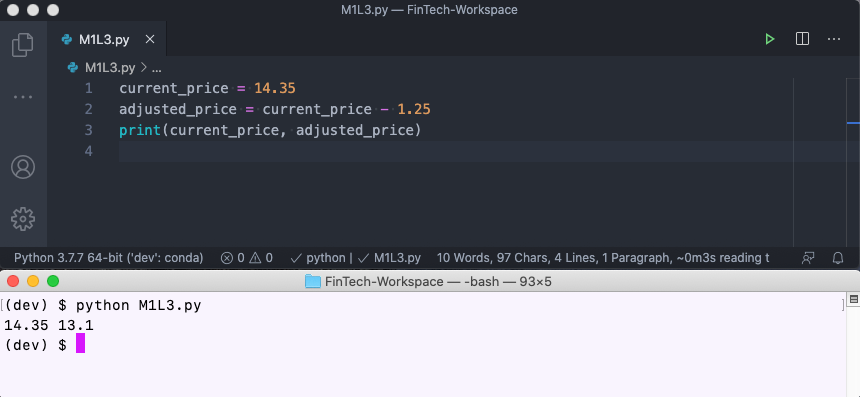 M1L3.py — FinTech-Workspace
M1L3.py
M1L3.py > ...
1 current_price = 14.35
2 adjusted_price = current_price - 1.25
3 print(current_price, adjusted_price)
4
Python 3.7.7 64-bit ('dev': conda) 0 0 python | M1L3.py 10 Words, 97 Chars, 4 Lines, 1 Paragraph, ~0m3s reading t
FinTech-Workspace — -bash — 93×5
[(dev) $ python M1L3.py ]
14.35 13.1
(dev) $